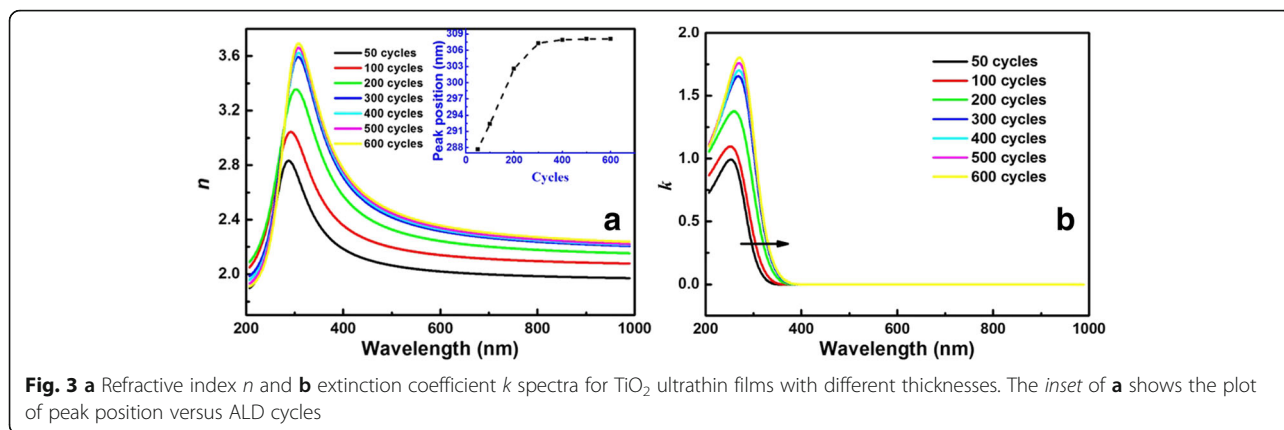 n
3.6
3.2
2.8
2.4
2.0
200
400
600
800
1000
Wavelength (nm)
50 cycles
100 cycles
200 cycles
300 cycles
400 cycles
500 cycles
600 cycles
Peak position (nm)
309
306
303
300
297
294
291
288
0
200
400
600
Cycles
a
k
2.0
1.5
1.0
0.5
0.0
200
400
600
800
1000
Wavelength (nm)
50 cycles
100 cycles
200 cycles
300 cycles
400 cycles
500 cycles
600 cycles
b
Fig. 3 a Refractive index n and b extinction coefficient k spectra for TiO₂ ultrathin films with different thicknesses. The inset of a shows the plot
of peak position versus ALD cycles